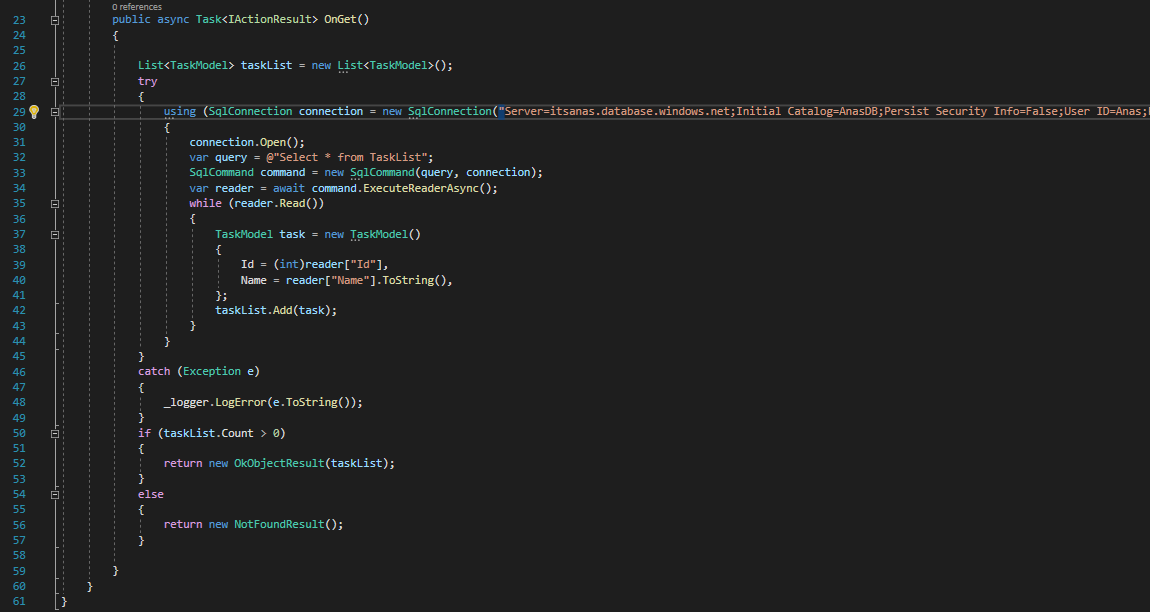 0 references
23 public async Task<IActionResult> OnGet()
24 {
25
26 List<TaskModel> taskList = new List<TaskModel>();
27 try
28 {
29 using (SqlConnection connection = new SqlConnection("Server=itsanas.database.windows.net;Initial Catalog=AnasDB;Persist Security Info=False;User ID=Anas;
30 {
31 connection.Open();
32 var query = @"Select * from TaskList";
33 SqlCommand command = new SqlCommand(query, connection);
34 var reader = await command.ExecuteReaderAsync();
35 while (reader.Read())
36 {
37 TaskModel task = new TaskModel()
38 {
39 Id = (int)reader["Id"],
40 Name = reader["Name"].ToString(),
41 };
42 taskList.Add(task);
43 }
44 }
45 }
46 catch (Exception e)
47 {
48 _logger.LogError(e.ToString());
49 }
50 if (taskList.Count > 0)
51 {
52 return new OkObjectResult(taskList);
53 }
54 else
55 {
56 return new NotFoundResult();
57 }
58
59 }
60 }
61 }